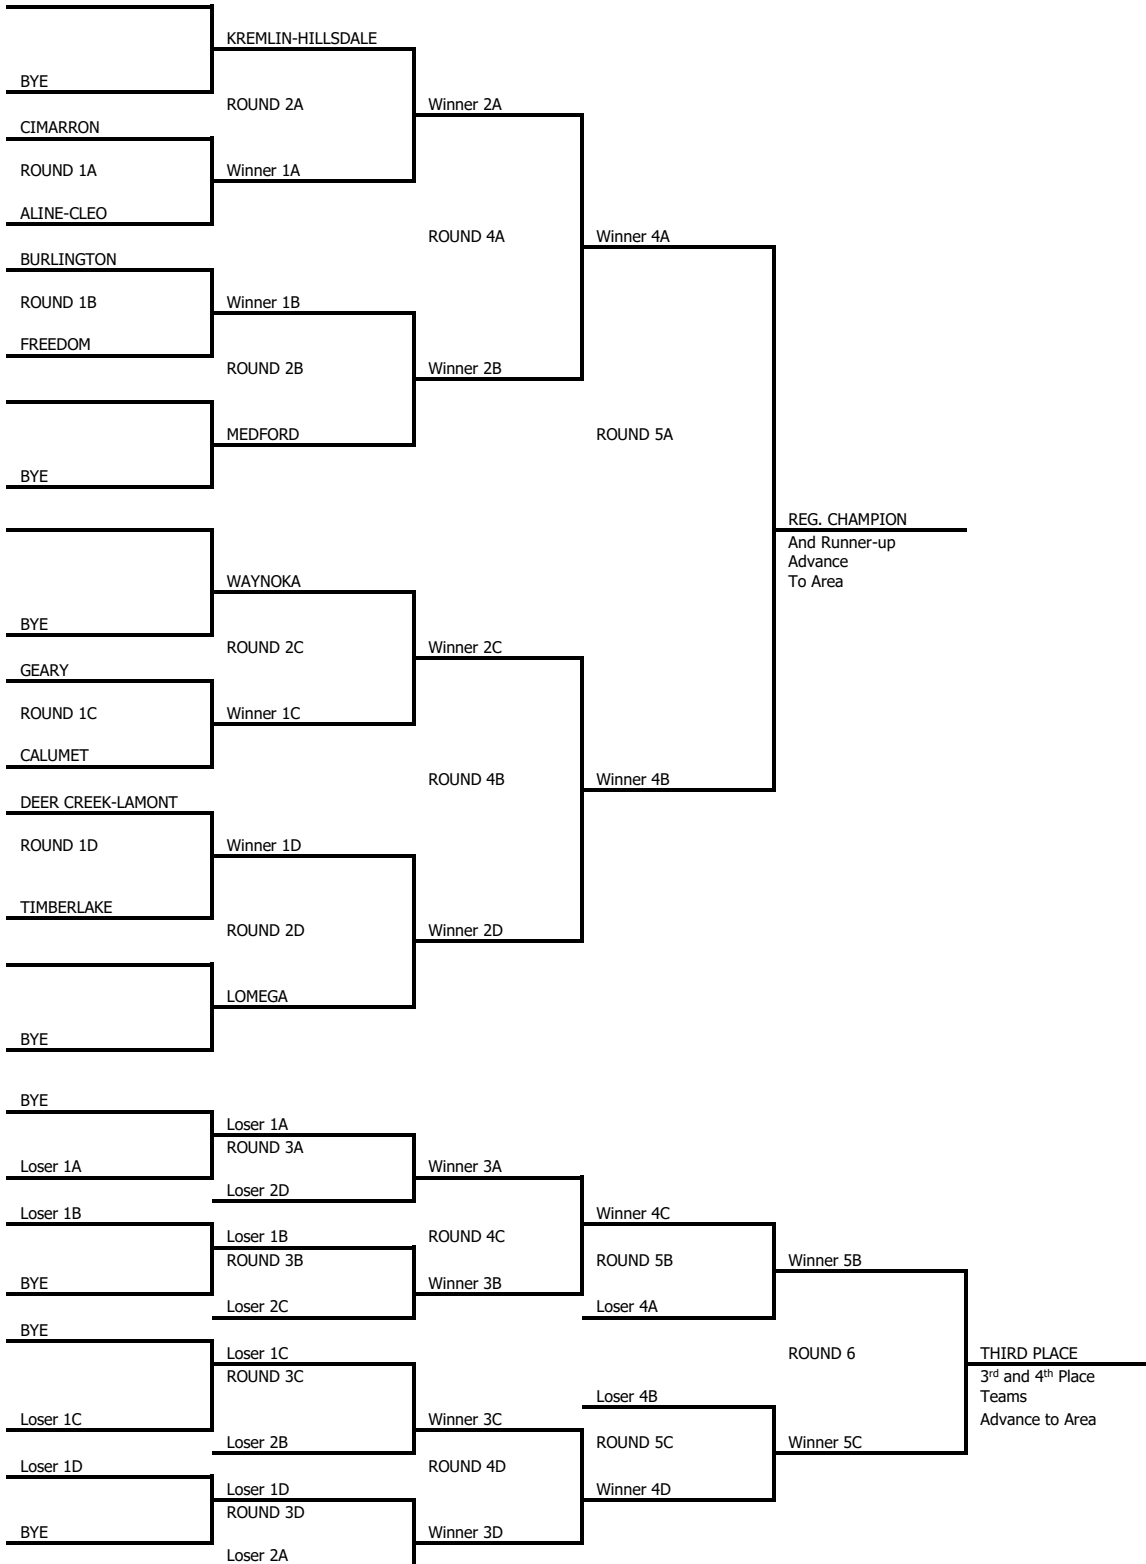 KREMLIN-HILLSDALE
BYE
ROUND 2A
Winner 2A
CIMARRON
ROUND 1A
Winner 1A
ALINE-CLEO
ROUND 4A
Winner 4A
BURLINGTON
ROUND 1B
Winner 1B
FREEDOM
ROUND 2B
Winner 2B
MEDFORD
ROUND 5A
BYE
REG. CHAMPION
And Runner-up
Advance
To Area
WAYNOKA
BYE
ROUND 2C
Winner 2C
GEARY
ROUND 1C
Winner 1C
CALUMET
ROUND 4B
Winner 4B
DEER CREEK-LAMONT
ROUND 1D
Winner 1D
TIMBERLAKE
ROUND 2D
Winner 2D
LOMEGA
BYE
BYE
Loser 1A
ROUND 3A
Loser 1A
Winner 3A
Loser 2D
Loser 1B
Winner 4C
Loser 1B
ROUND 4C
ROUND 3B
ROUND 5B
Winner 5B
BYE
Winner 3B
Loser 2C
Loser 4A
BYE
Loser 1C
ROUND 6
THIRD PLACE
ROUND 3C
3rd and 4th Place
Teams
Advance to Area
Loser 4B
Loser 1C
Winner 3C
Loser 2B
ROUND 5C
Winner 5C
Loser 1D
ROUND 4D
Loser 1D
Winner 4D
ROUND 3D
BYE
Winner 3D
Loser 2A